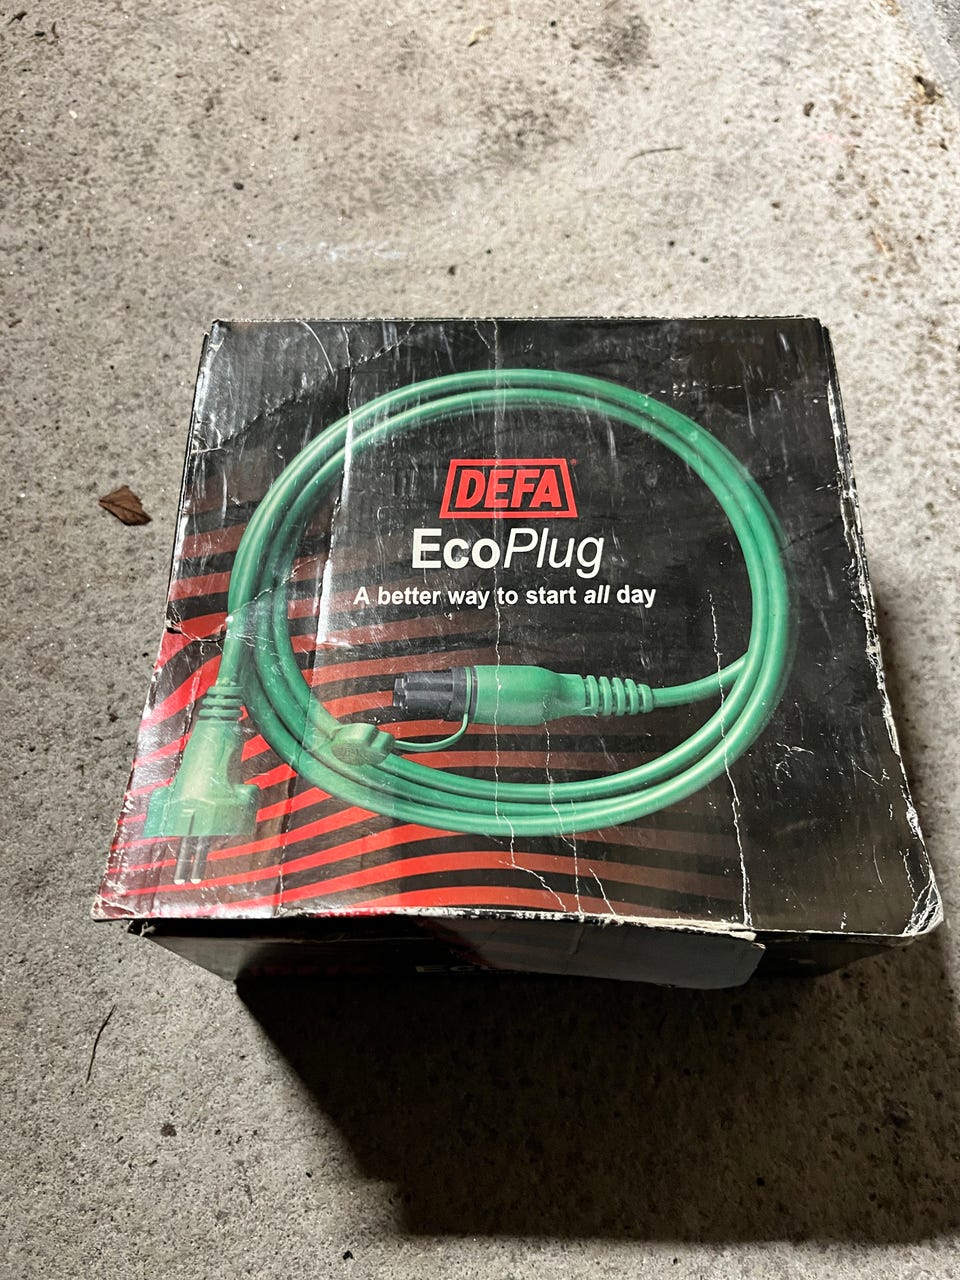 DEFA
EcoPlug
A better way to start all day